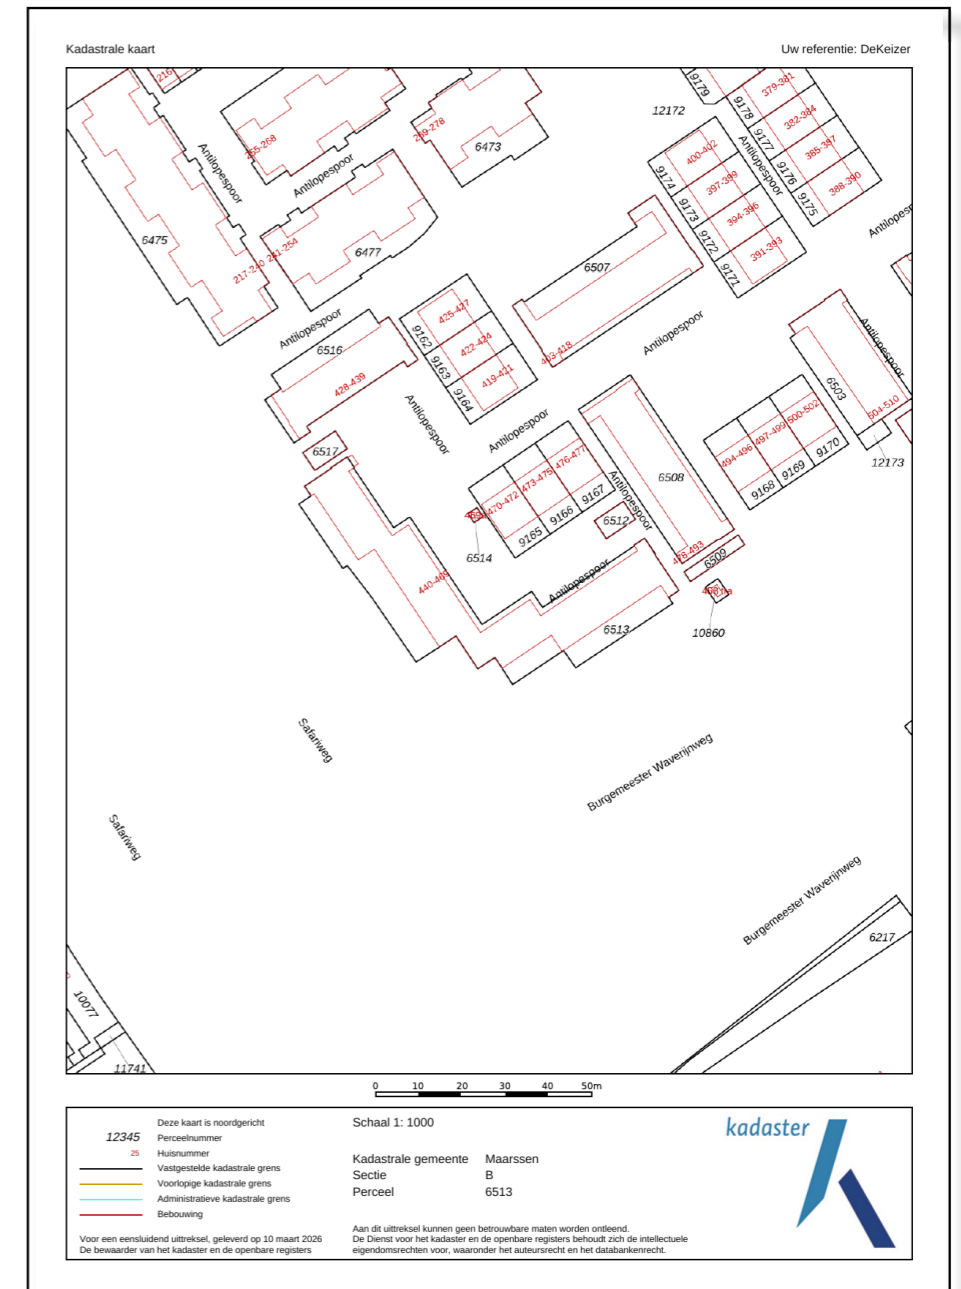 Kadastrale kaart
Uw referentie: DeKeizer
216
9179
379-381
12172
9178
382-384
255-268
269-278
6473
400-402
9177
385-387
Antilopespoor
Antilopespoor
Antilopespoor
9174
397-399
9176
388-390
9173
394-396
9175
6475
6477
9172
391-393
217-240
241-254
6507
9171
Antilopespoor
6516
425-427
9162
422-424
9163
403-418
Antilopespoor
Antilopespoor
428-439
419-421
9164
6503
504-510
Antilopespoor
Antilopespoor
500-502
497-499
494-496
9170
9169
9168
12173
6517
476-477
473-475
470-472
9167
9166
9165
6508
Antilopespoor
6512
6514
478-493
6509
440-469
Antilopespoor
6513
10860
Safariweg
Burgemeester Waverijnweg
Safariweg
Burgemeester Waverijnweg
6217
10077
11741
0 10 20 30 40 50m
Deze kaart is noordgericht
12345 Perceelnummer
25 Huisnummer
Vastgestelde kadastrale grens
Voorlopige kadastrale grens
Administratieve kadastrale grens
Bebouwing
Voor een eensluidend uittreksel, geleverd op 10 maart 2026
De bewaarder van het kadaster en de openbare registers
Schaal 1: 1000
Kadastrale gemeente Maarssen
Sectie B
Perceel 6513
Aan dit uittreksel kunnen geen betrouwbare maten worden ontleend.
De Dienst voor het kadaster en de openbare registers behoudt zich de intellectuele
eigendomsrechten voor, waaronder het auteursrecht en het databankenrecht.
kadaster